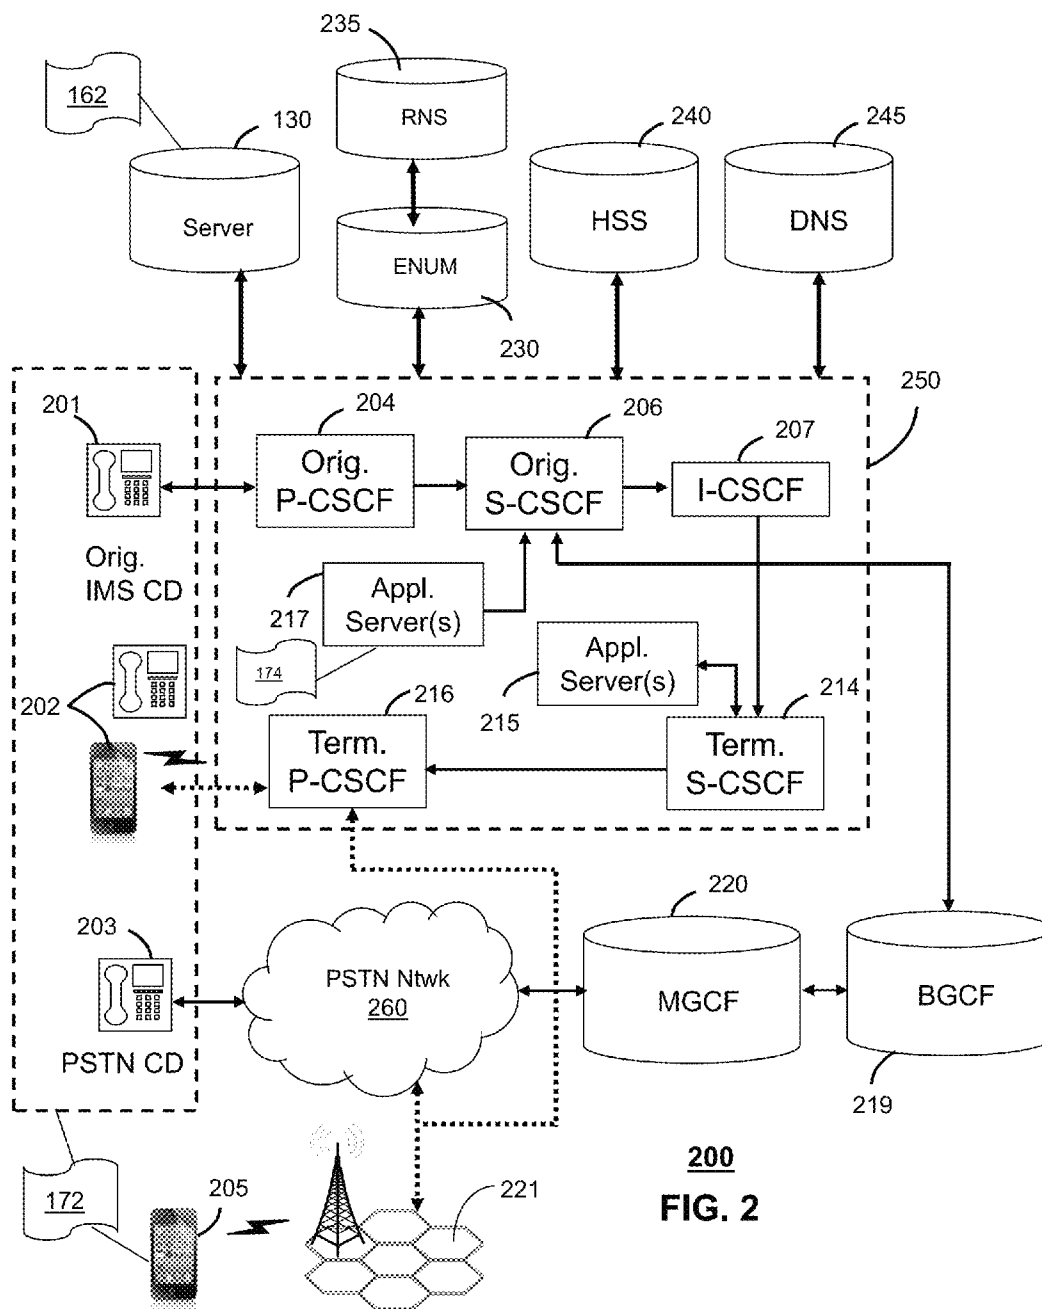 235
162
130
RNS
240
245
Server
HSS
DNS
ENUM
230
250
201
204
206
207
Orig.
P-CSCF
Orig.
S-CSCF
I-CSCF
Orig.
IMS CD
217
Appl.
Server(s)
174
Appl.
Server(s)
215
216
214
202
Term.
P-CSCF
Term.
S-CSCF
220
203
PSTN Ntwk
260
MGCF
BGCF
PSTN CD
219
200
FIG. 2
172
205
221